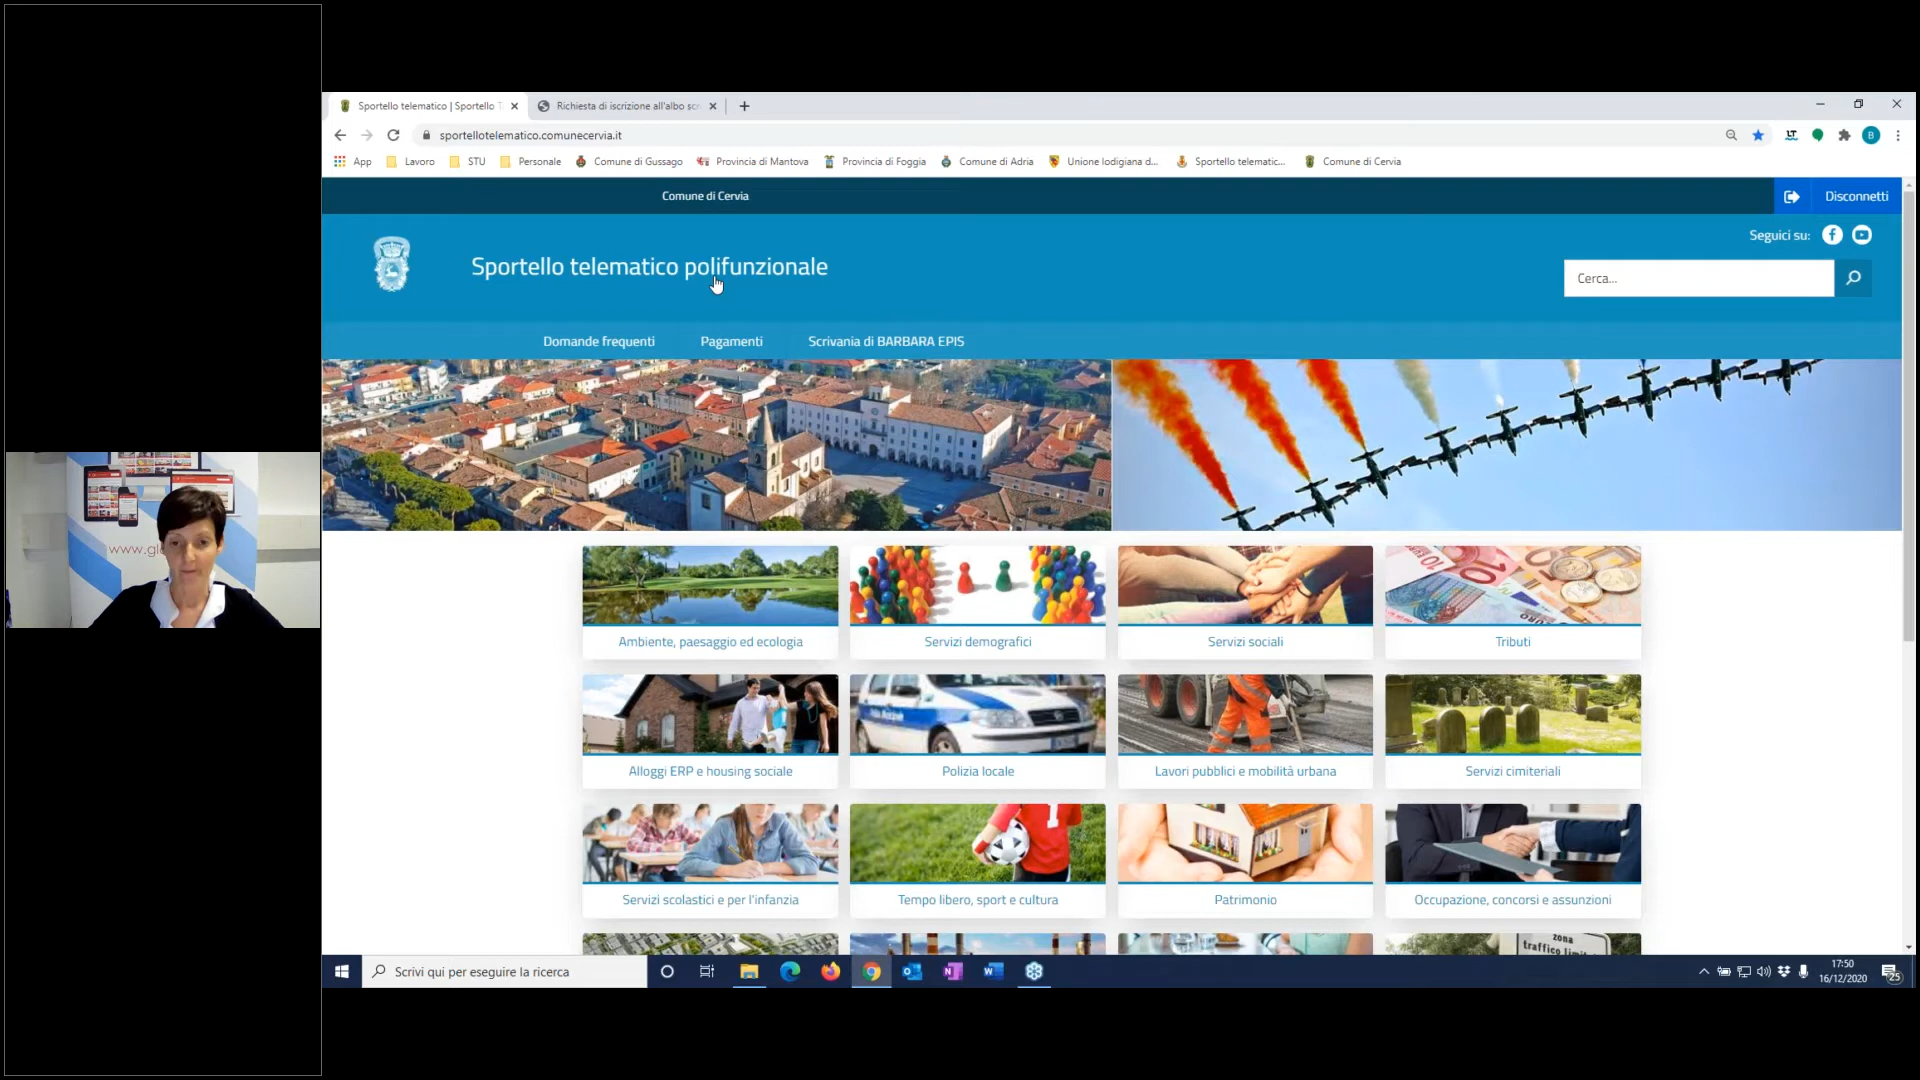 Sportello telematico | Sportello
Richiesta di iscrizione all'albo scr
sportellotelematico.comunecervia.it
App
Lavoro
STU
Personale
Comune di Gussago
Provincia di Mantova
Provincia di Foggia
Comune di Adria
Unione lodigiana d...
Sportello telematic...
Comune di Cervia
Comune di Cervia
Disconnetti
Seguici su:
Sportello telematico polifunzionale
Cerca...
Domande frequenti
Pagamenti
Scrivania di BARBARA EPIS
www.gl
Ambiente, paesaggio ed ecologia
Servizi demografici
Servizi sociali
Tributi
Alloggi ERP e housing sociale
Polizia locale
Lavori pubblici e mobilità urbana
Servizi cimiteriali
Servizi scolastici e per l'infanzia
Tempo libero, sport e cultura
Patrimonio
Occupazione, concorsi e assunzioni
zona
traffico limit
Scrivi qui per eseguire la ricerca
17:50
16/12/2020
25